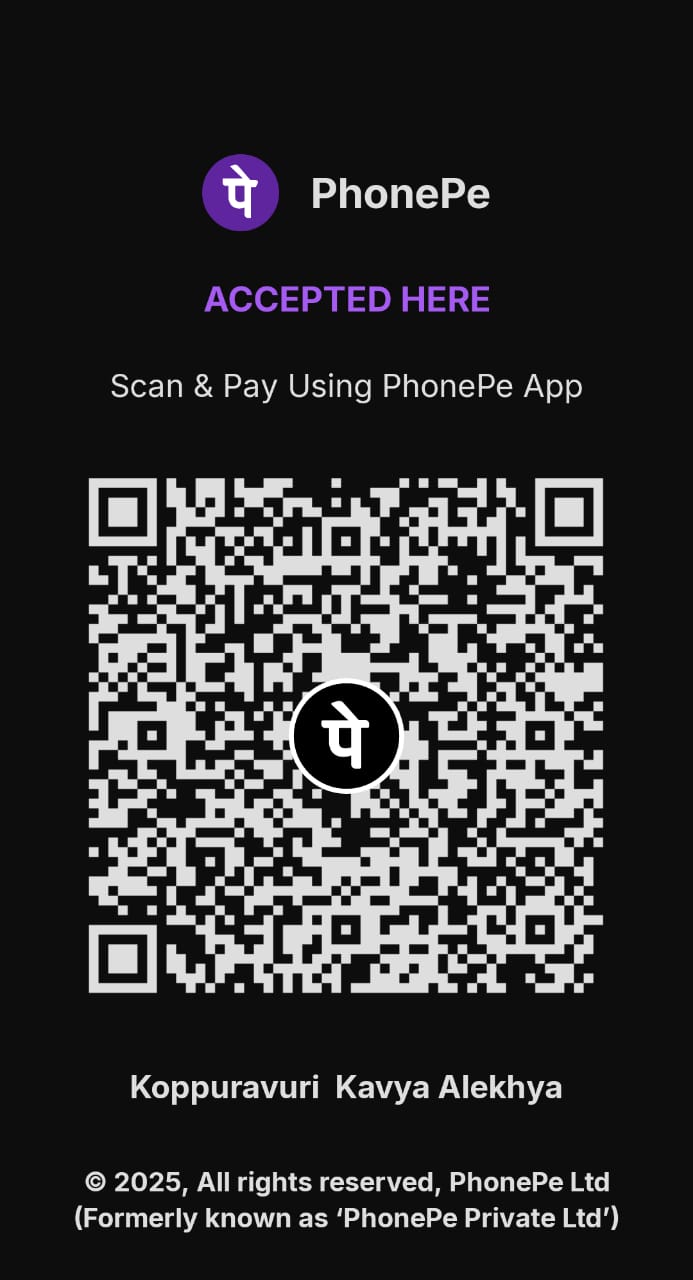 पे PhonePe
ACCEPTED HERE
Scan & Pay Using PhonePe App
पे
Koppuravuri Kavya Alekhya
© 2025, All rights reserved, PhonePe Ltd
(Formerly known as ‘PhonePe Private Ltd’)